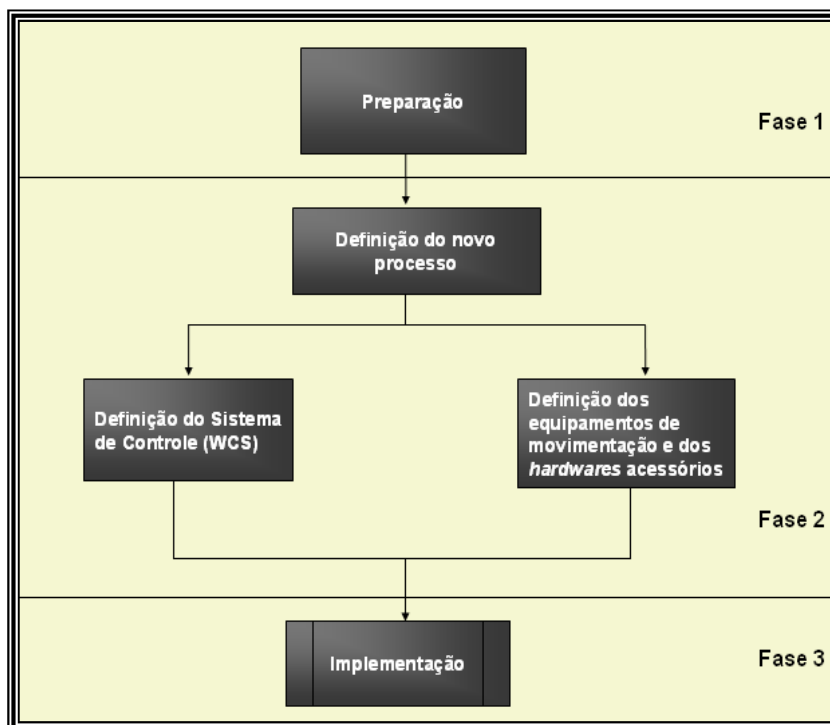 Preparação
Fase 1
Definição do novo
processo
Definição do Sistema
de Controle (WCS)
Definição dos
equipamentos de
movimentação e dos
hardwares acessórios
Fase 2
Implementação
Fase 3